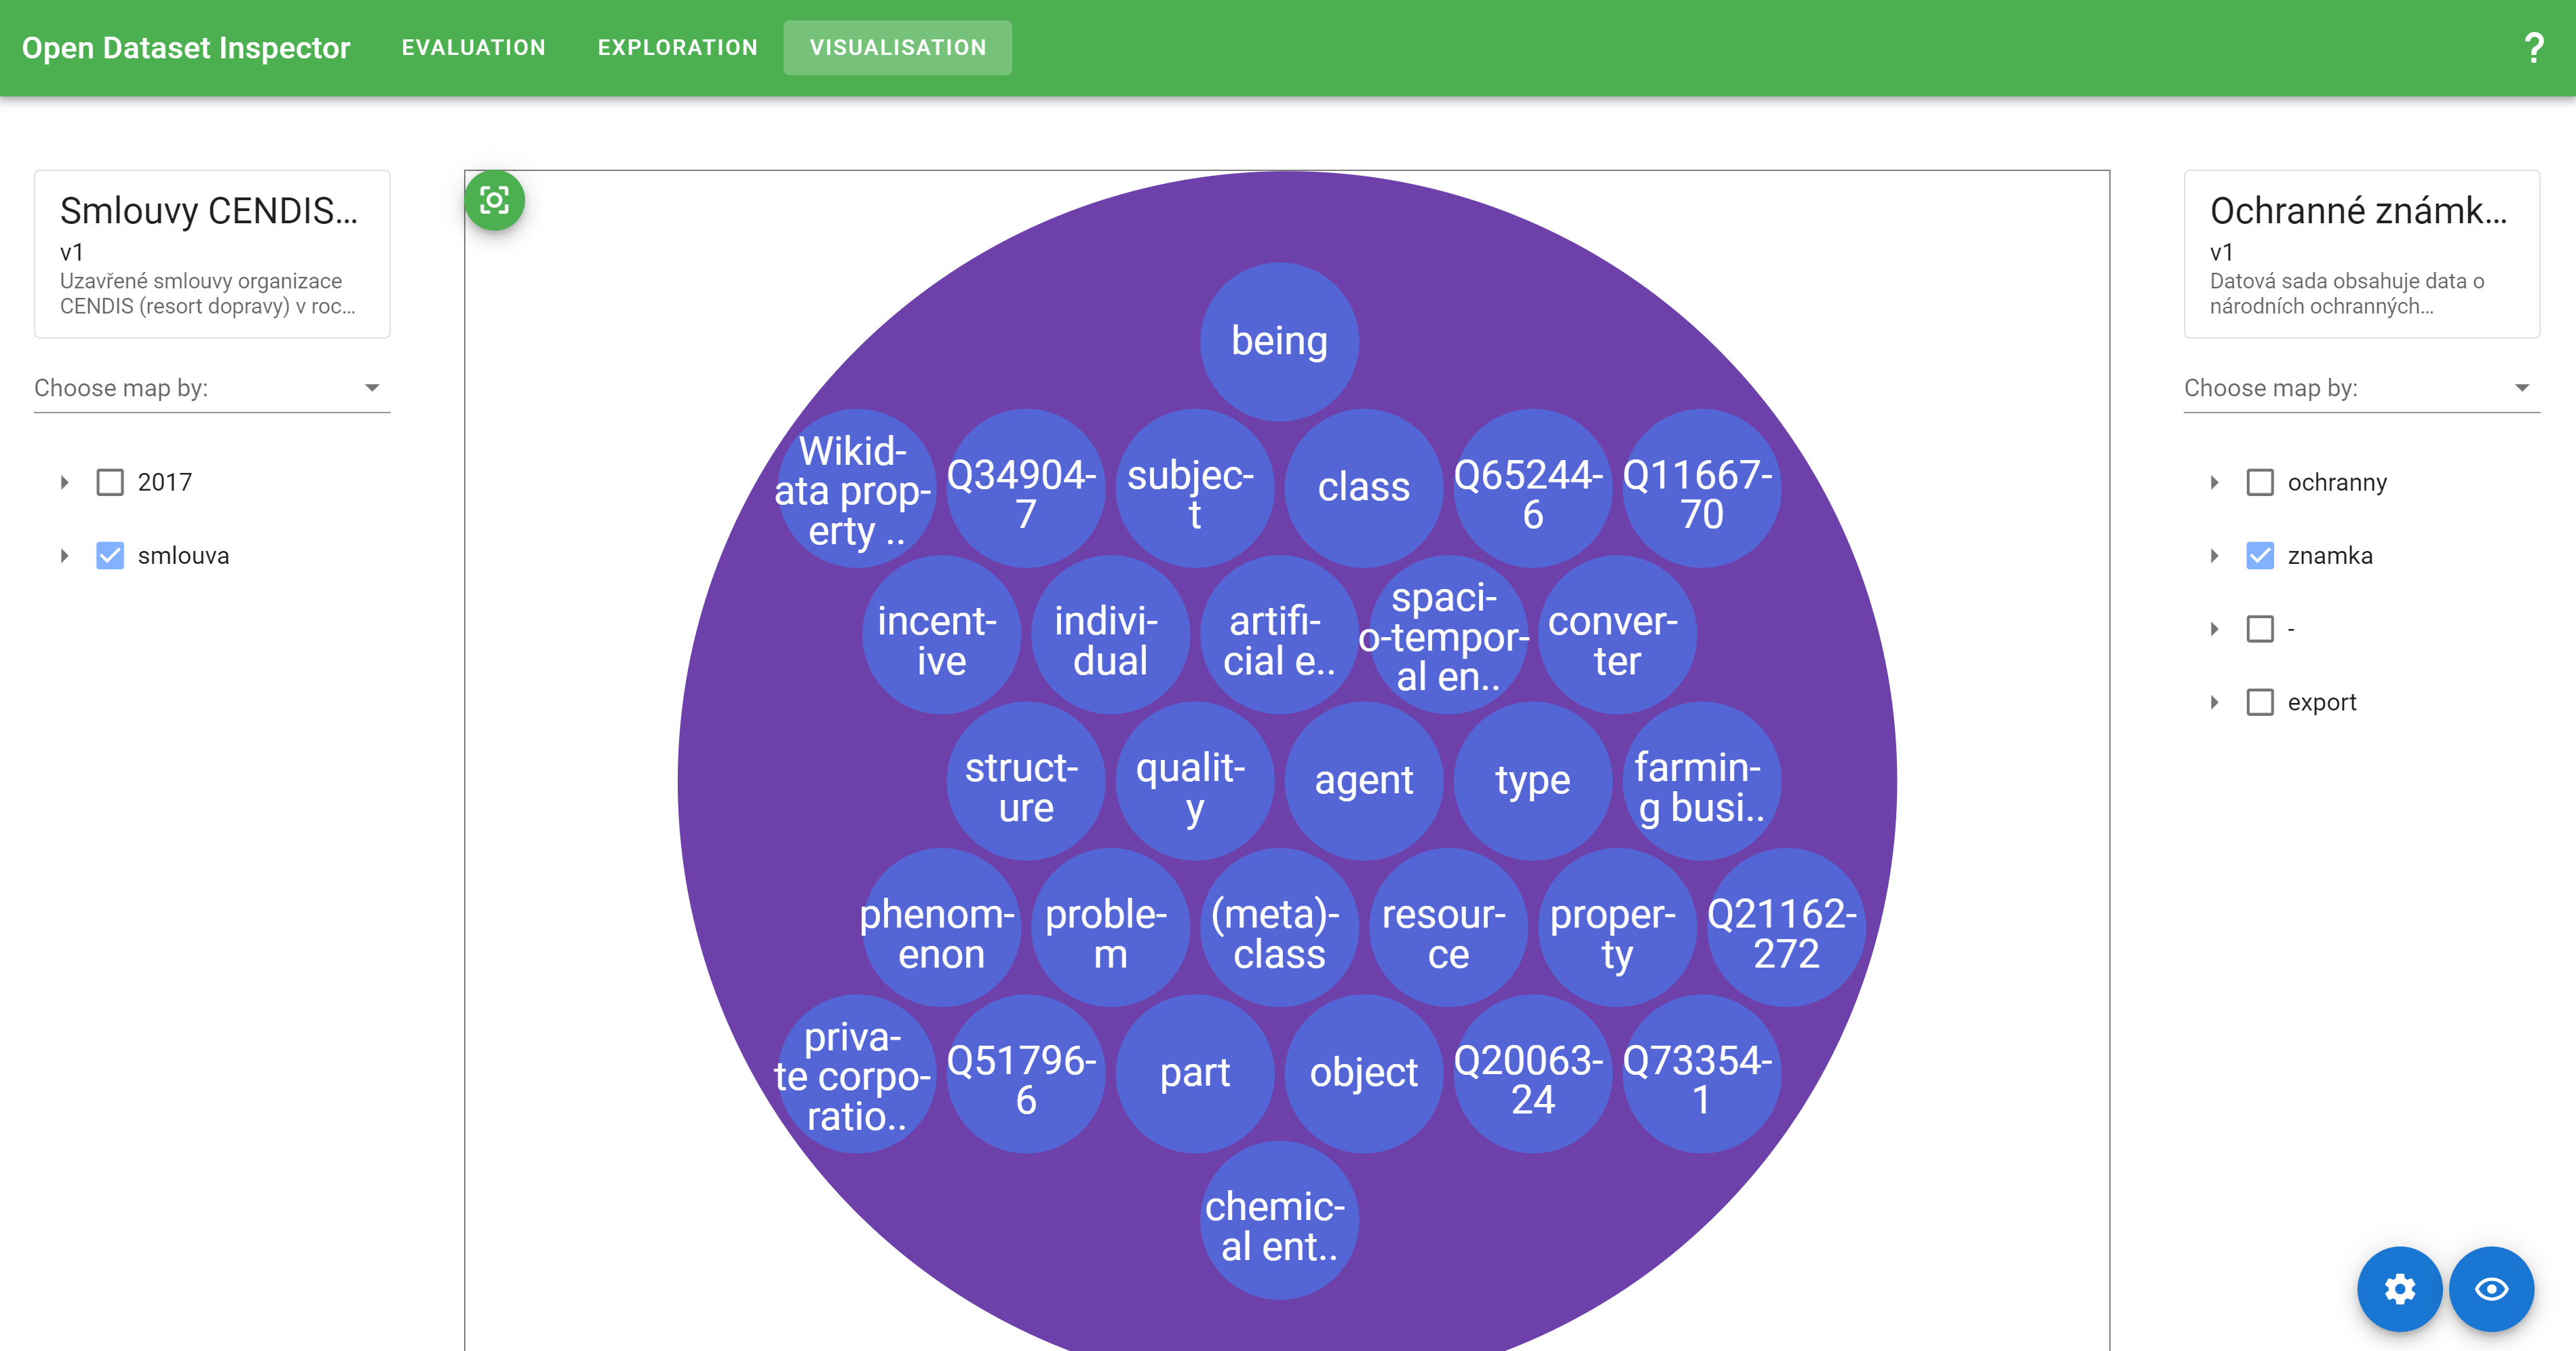 Open Dataset Inspector EVALUATION EXPLORATION VISUALISATION ?
Smlouvy CENDIS...
v1
Uzavřené smlouvy organizace
CENDIS (resort dopravy) v roc...
Choose map by:
2017
smlouva
being
Wikid-
ata prop-
erty ..
Q34904-
7
subjec-
t
class
Q65244-
6
Q11667-
70
incent-
ive
indivi-
dual
artifi-
cial e..
spaci-
o-tempor-
al en..
conver-
ter
struct-
ure
qualit-
y
agent
type
farmin-
g busi..
phenom-
enon
proble-
m
(meta)-
class
resour-
ce
proper-
ty
Q21162-
272
priva-
te corpo-
ratio..
Q51796-
6
part
object
Q20063-
24
Q73354-
1
chemic-
al ent..
Ochranné známk...
v1
Datová sada obsahuje data o
národních ochranných...
Choose map by:
ochranny
znamka
-
export